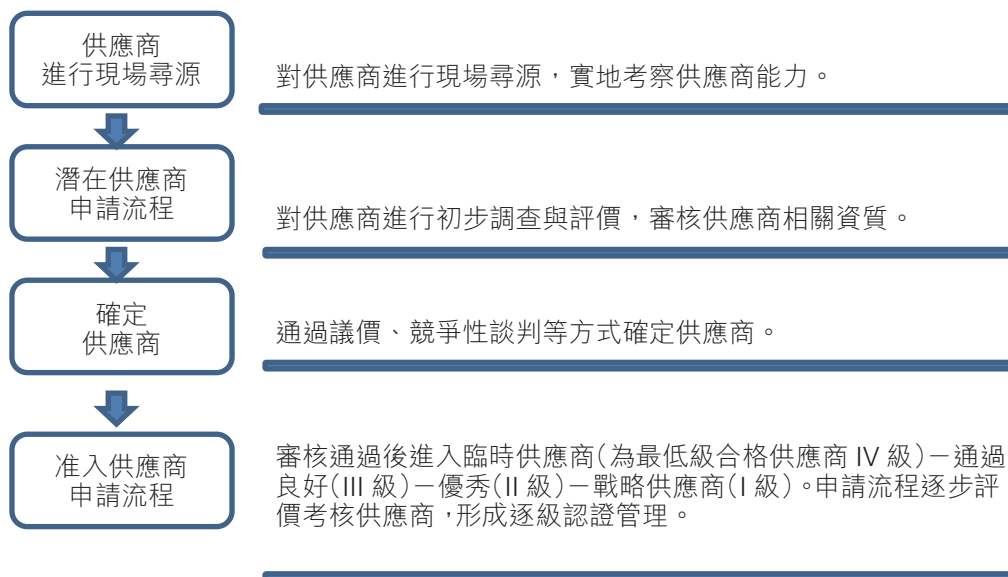 供應商
進行現場尋源
對供應商進行現場尋源，實地考察供應商能力。
潛在供應商
申請流程
對供應商進行初步調查與評價，審核供應商相關資質。
確定
供應商
通過議價、競爭性談判等方式確定供應商。
准入供應商
申請流程
審核通過後進入臨時供應商（為最低級合格供應商 IV 級）－通過
良好（III 級）－優秀（II 級）－戰略供應商（I 級）。申請流程逐步評
價考核供應商，形成逐級認證管理。